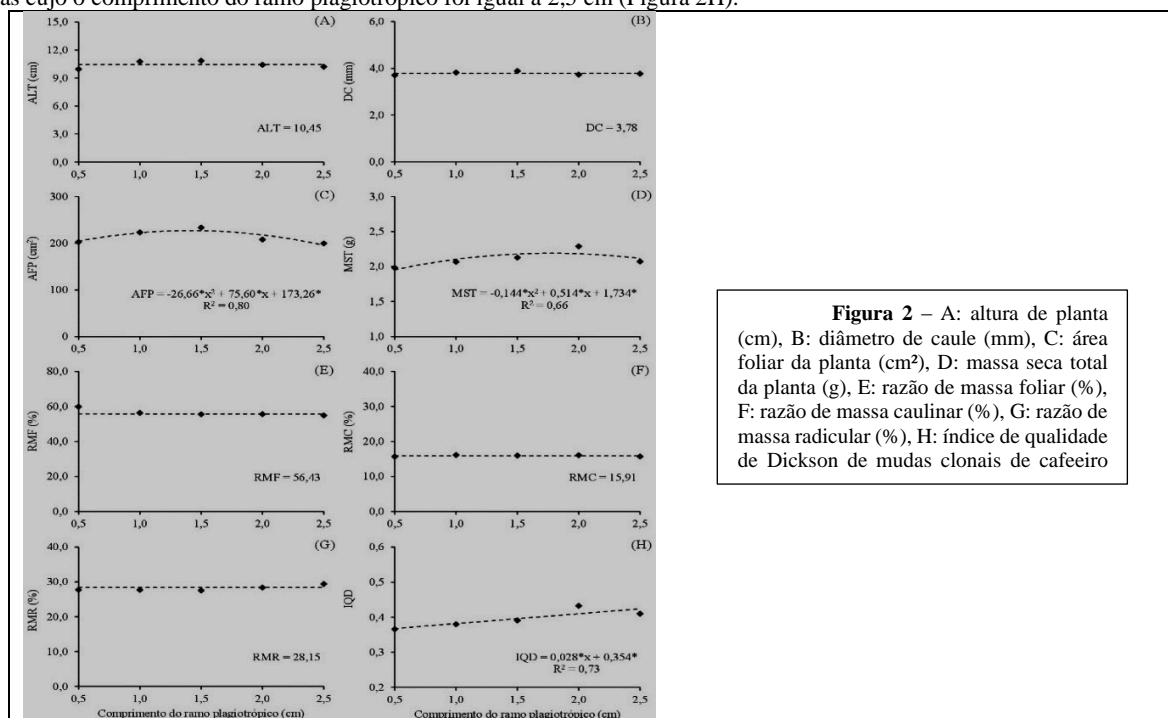 as cujo o comprimento do ramo plagiotrópico foi igual a 2,5 cm (Figura 2H).
15,0 (A)
12,0
9,0
6,0
3,0
0,0
ALT (cm)
ALT = 10,45
0,5 1,0 1,5 2,0 2,5
6,0 (B)
4,0
2,0
0,0
DC (mm)
DC = 3,78
0,5 1,0 1,5 2,0 2,5
300 (C)
200
100
0
AFP (cm²)
AFP = -26,66*x² + 75,60*x + 173,26*
R² = 0,80
0,5 1,0 1,5 2,0 2,5
3,0 (D)
2,5
2,0
1,5
1,0
MST (g)
MST = -0,144*x² + 0,514*x + 1,734*
R² = 0,66
0,5 1,0 1,5 2,0 2,5
80,0 (E)
60,0
40,0
20,0
0,0
RMF (%)
RMF = 56,43
0,5 1,0 1,5 2,0 2,5
40,0 (F)
30,0
20,0
10,0
0,0
RMC (%)
RMC = 15,91
0,5 1,0 1,5 2,0 2,5
40,0 (G)
30,0
20,0
10,0
0,0
RMR (%)
RMR = 28,15
0,5 1,0 1,5 2,0 2,5
Comprimento do ramo plagiotrópico (cm)
0,6 (H)
0,5
0,4
0,3
0,2
IQD
IQD = 0,028*x + 0,354*
R² = 0,73
0,5 1,0 1,5 2,0 2,5
Comprimento do ramo plagiotrópico (cm)
Figura 2 – A: altura de planta
(cm), B: diâmetro de caule (mm), C: área
foliar da planta (cm²), D: massa seca total
da planta (g), E: razão de massa foliar (%),
F: razão de massa caulinar (%), G: razão de
massa radicular (%), H: índice de qualidade
de Dickson de mudas clonais de cafeeiro